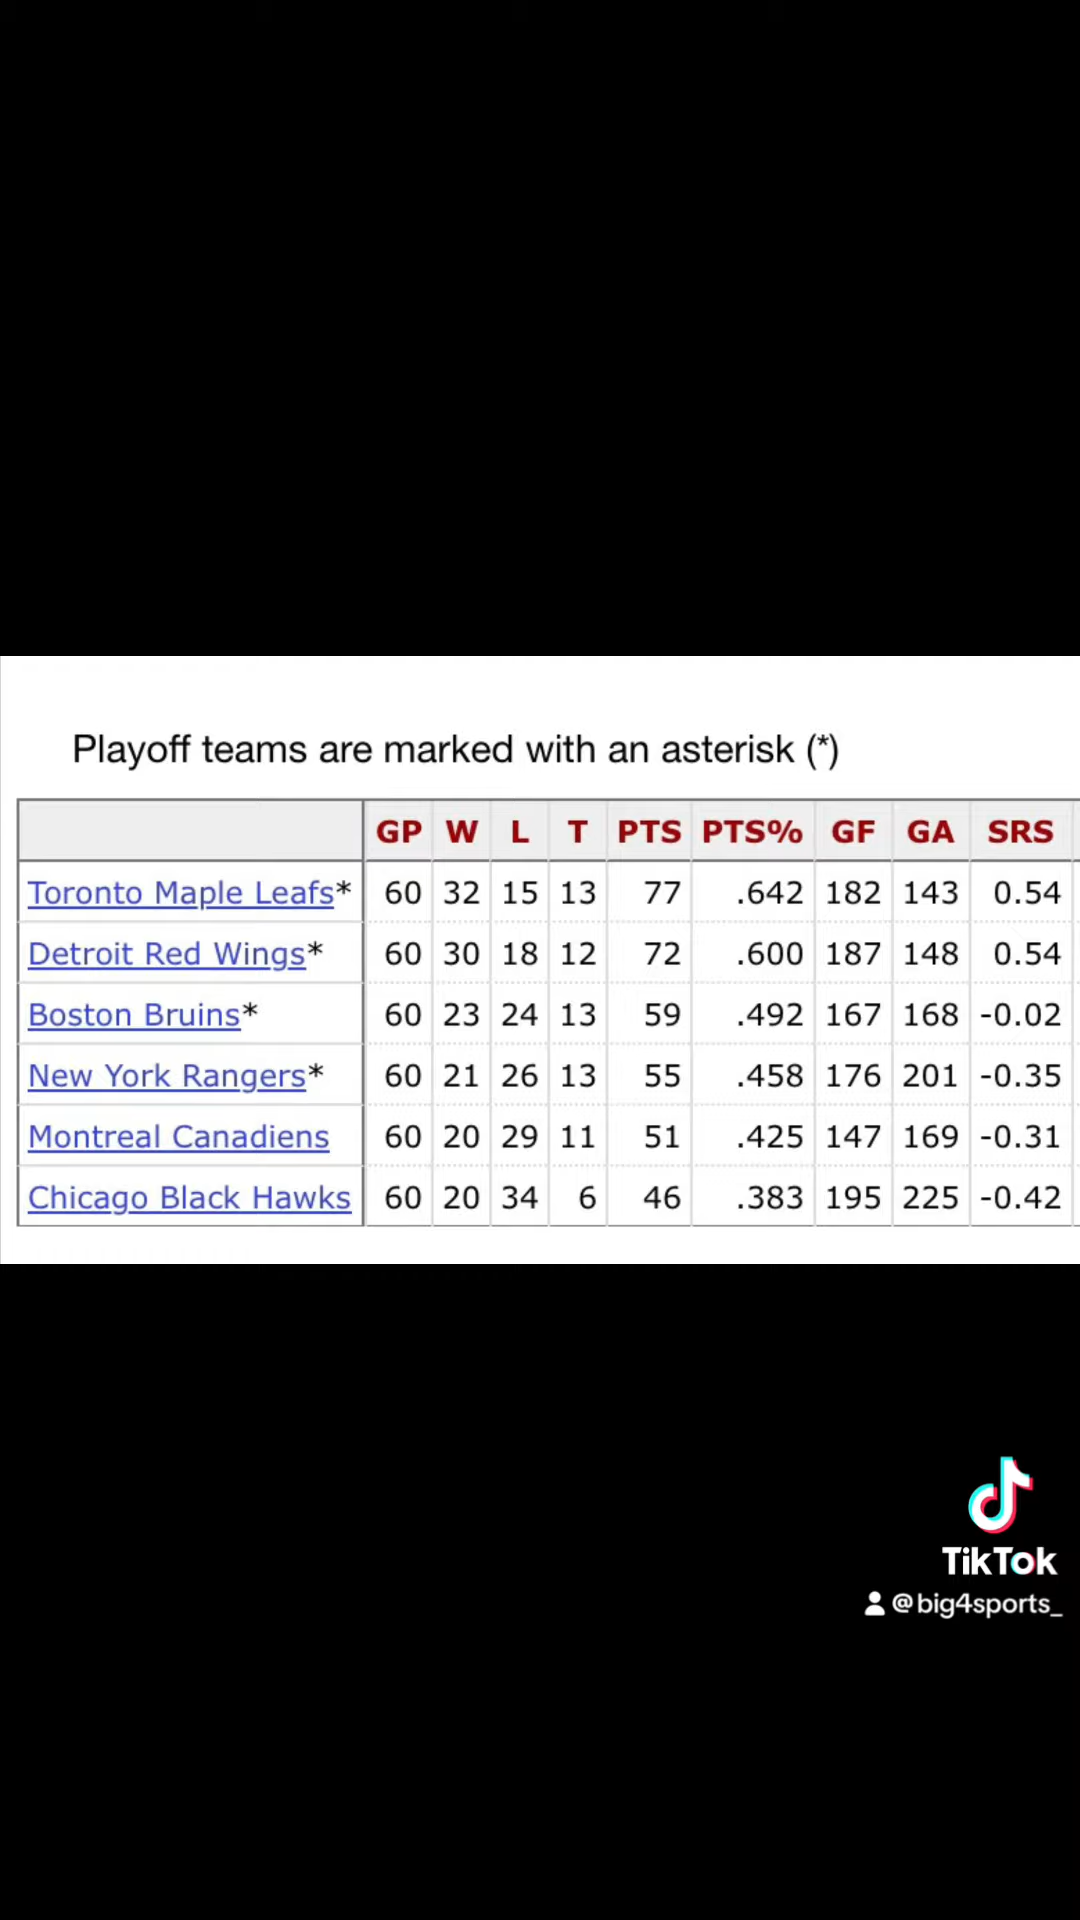 Playoff teams are marked with an asterisk (*)
GP W L T PTS PTS% GF GA SRS
Toronto Maple Leafs* 60 32 15 13 77 .642 182 143 0.54
Detroit Red Wings* 60 30 18 12 72 .600 187 148 0.54
Boston Bruins* 60 23 24 13 59 .492 167 168 -0.02
New York Rangers* 60 21 26 13 55 .458 176 201 -0.35
Montreal Canadiens 60 20 29 11 51 .425 147 169 -0.31
Chicago Black Hawks 60 20 34 6 46 .383 195 225 -0.42
TikTok
@big4sports_